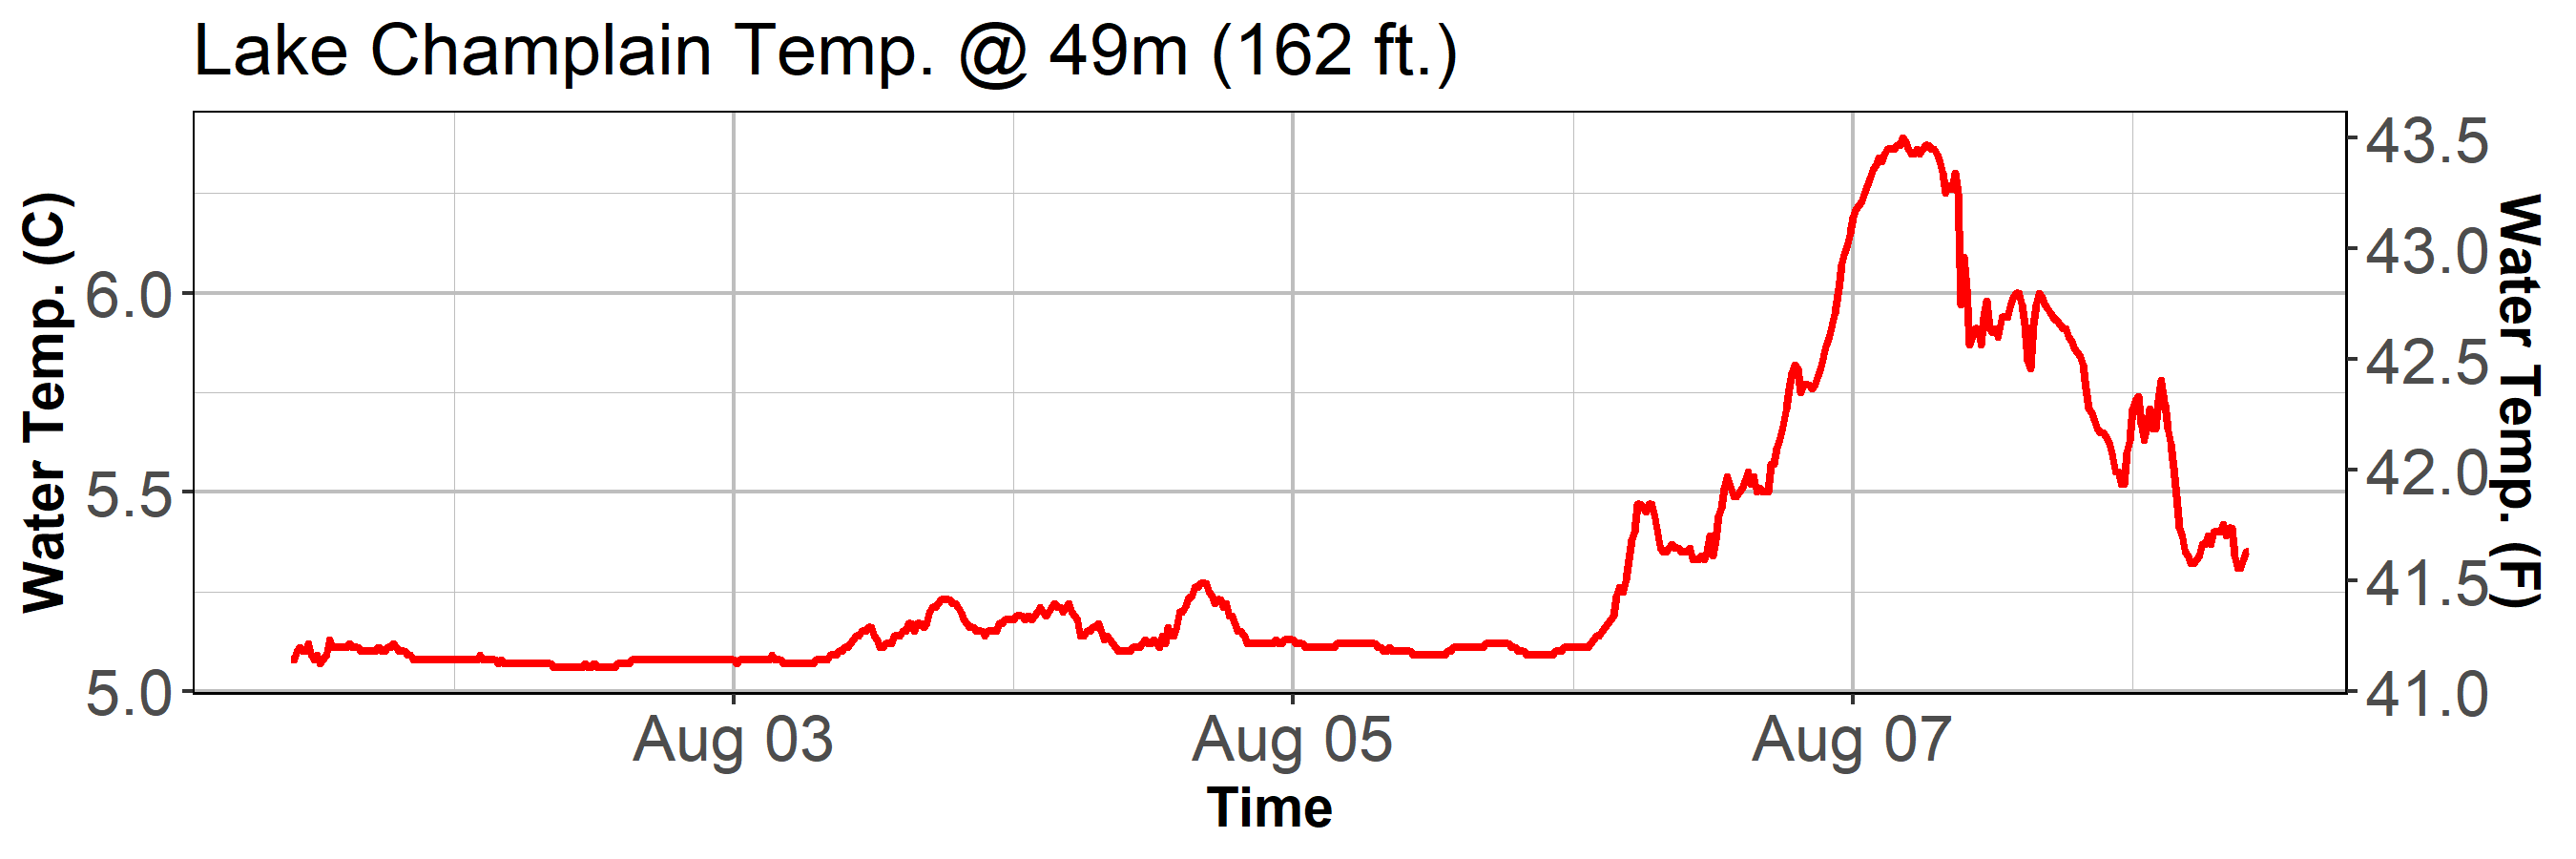 Lake Champlain Temp. @ 49m (162 ft.)
Water Temp. (C)
6.0
5.5
5.0
43.5
43.0
42.5
42.0
41.5
41.0
Water Temp. (F)
Aug 03 Aug 05 Aug 07
Time